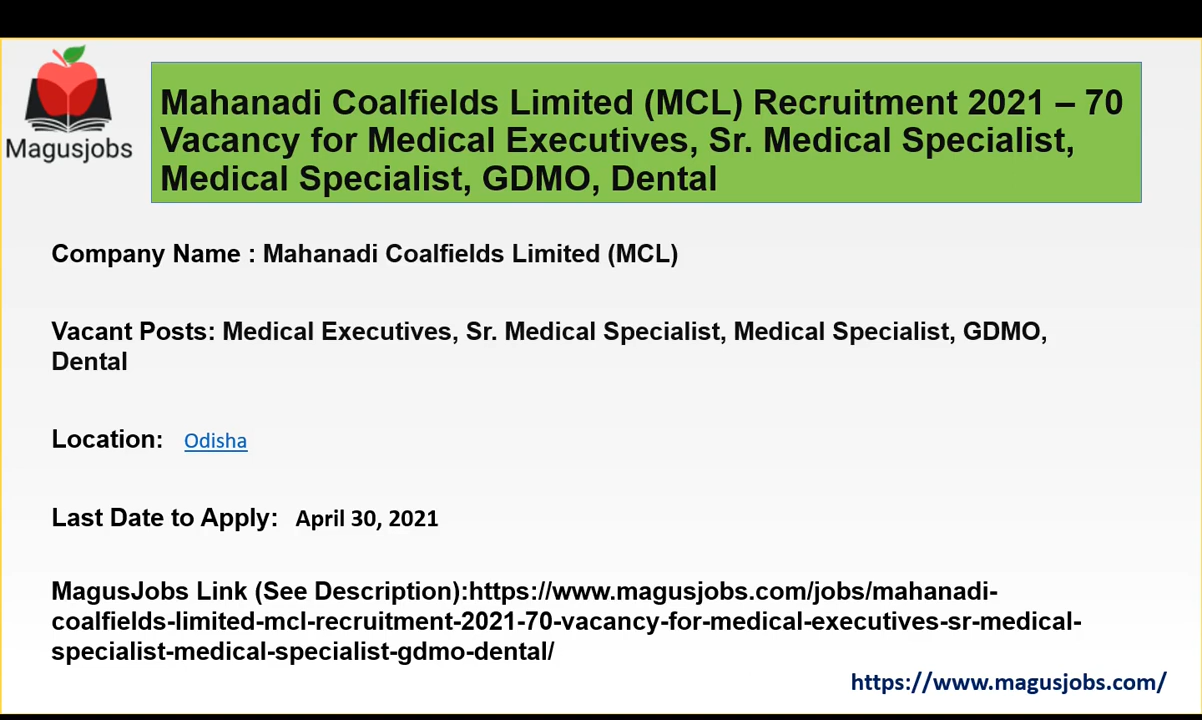 Magusjobs
Mahanadi Coalfields Limited (MCL) Recruitment 2021 – 70
Vacancy for Medical Executives, Sr. Medical Specialist,
Medical Specialist, GDMO, Dental
Company Name : Mahanadi Coalfields Limited (MCL)
Vacant Posts: Medical Executives, Sr. Medical Specialist, Medical Specialist, GDMO,
Dental
Location: Odisha
Last Date to Apply: April 30, 2021
MagusJobs Link (See Description):https://www.magusjobs.com/jobs/mahanadi-
coalfields-limited-mcl-recruitment-2021-70-vacancy-for-medical-executives-sr-medical-
specialist-medical-specialist-gdmo-dental/
https://www.magusjobs.com/